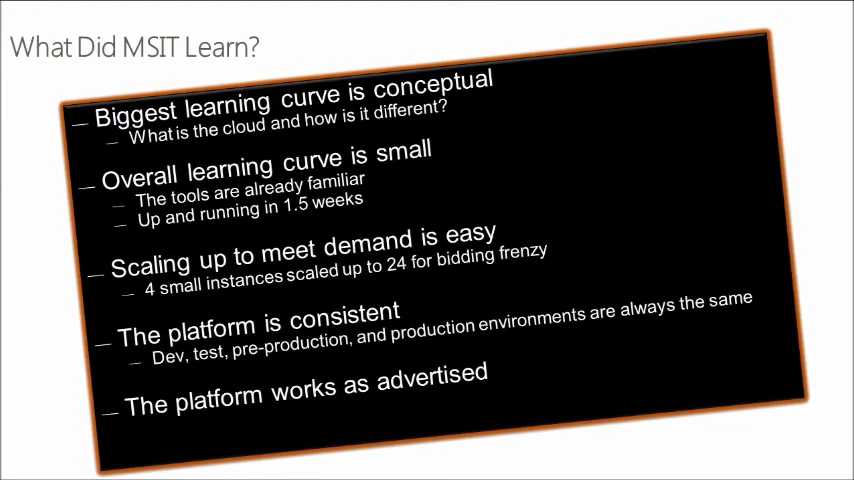 What Did MSIT Learn?
— Biggest learning curve is conceptual
— What is the cloud and how is it different?
— Overall learning curve is small
— The tools are already familiar
— Up and running in 1.5 weeks
— Scaling up to meet demand is easy
— 4 small instances scaled up to 24 for bidding frenzy
— The platform is consistent
— Dev, test, pre-production, and production environments are always the same
— The platform works as advertised